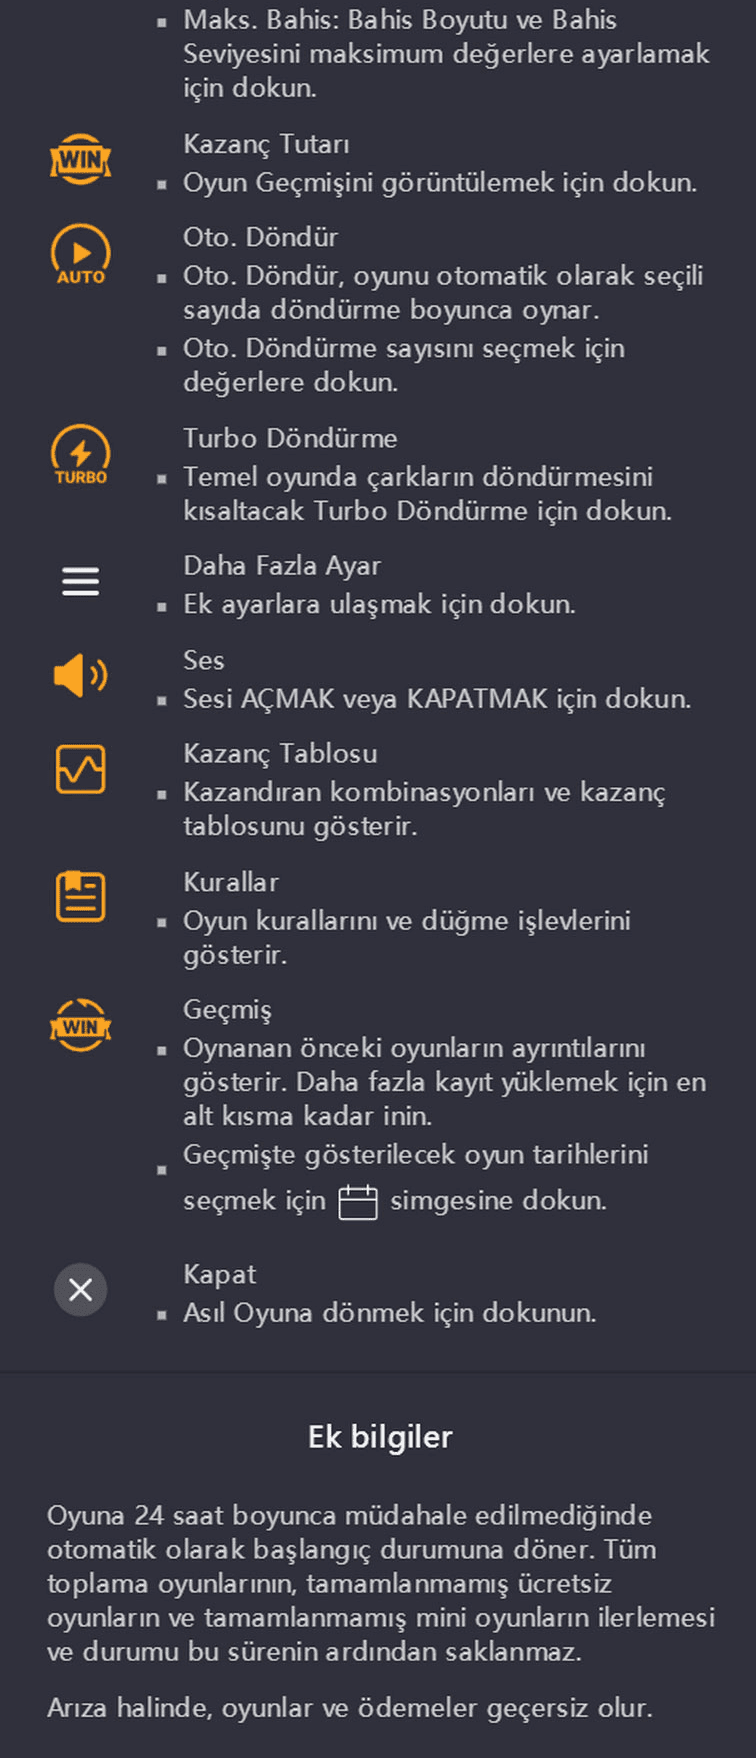 ▪ Maks. Bahis: Bahis Boyutu ve Bahis
Seviyesini maksimum değerlere ayarlamak
için dokun.
WIN
Kazanç Tutarı
▪ Oyun Geçmişini görüntülemek için dokun.
AUTO
Oto. Döndür
▪ Oto. Döndür, oyunu otomatik olarak seçili
sayıda döndürme boyunca oynar.
▪ Oto. Döndürme sayısını seçmek için
değerlere dokun.
TURBO
Turbo Döndürme
▪ Temel oyunda çarkların döndürmesini
kısaltacak Turbo Döndürme için dokun.
Daha Fazla Ayar
▪ Ek ayarlara ulaşmak için dokun.
Ses
▪ Sesi AÇMAK veya KAPATMAK için dokun.
Kazanç Tablosu
▪ Kazandıran kombinasyonları ve kazanç
tablosunu gösterir.
Kurallar
▪ Oyun kurallarını ve düğme işlevlerini
gösterir.
WIN
Geçmiş
▪ Oynanan önceki oyunların ayrıntılarını
gösterir. Daha fazla kayıt yüklemek için en
alt kısma kadar inin.
▪ Geçmişte gösterilecek oyun tarihlerini
seçmek için simgesine dokun.
Kapat
▪ Asıl Oyuna dönmek için dokunun.
Ek bilgiler
Oyuna 24 saat boyunca müdahale edilmediğinde
otomatik olarak başlangıç durumuna döner. Tüm
toplama oyunlarının, tamamlanmamış ücretsiz
oyunların ve tamamlanmamış mini oyunların ilerlemesi
ve durumu bu sürenin ardından saklanmaz.
Arıza halinde, oyunlar ve ödemeler geçersiz olur.